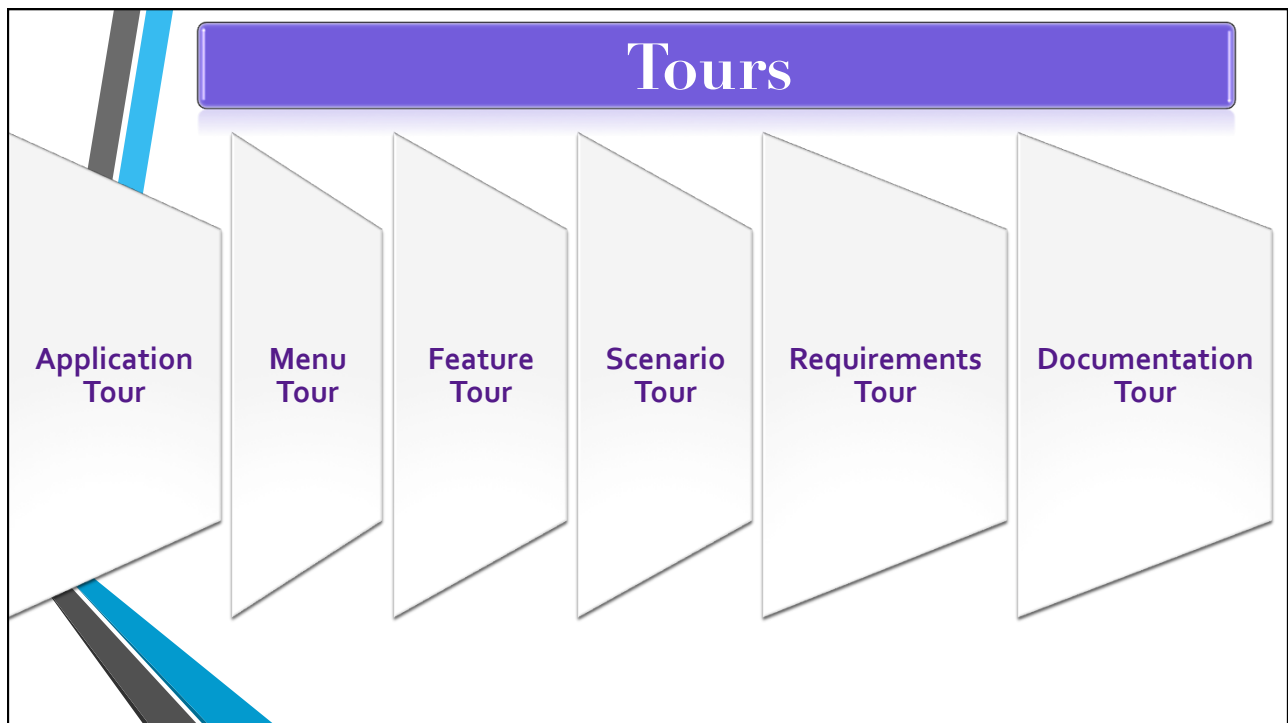 Tours
Application
Tour
Menu
Tour
Feature
Tour
Scenario
Tour
Requirements
Tour
Documentation
Tour